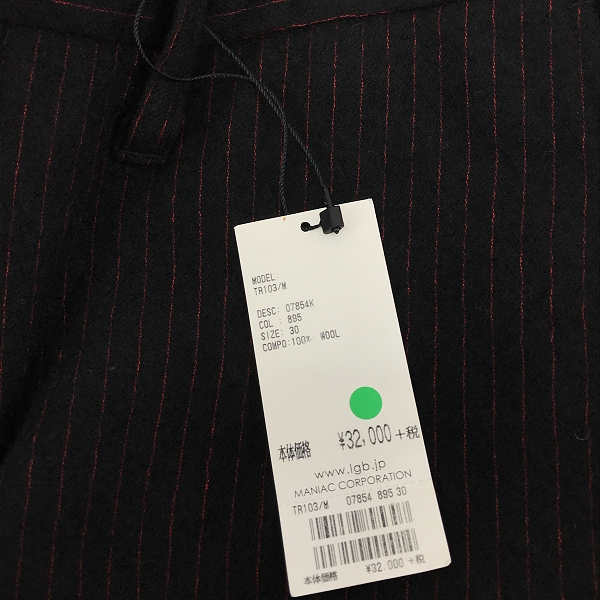 MODEL:
TR103/M
DESC: 07854K
COL : 895
SIZE: 30
COMPO:100% WOOL
本体価格 ¥32,000 +税
www.lgb.jp
MANIAC CORPORATION
TR103/M 07854 895 30
本体価格 ¥32,000 +税